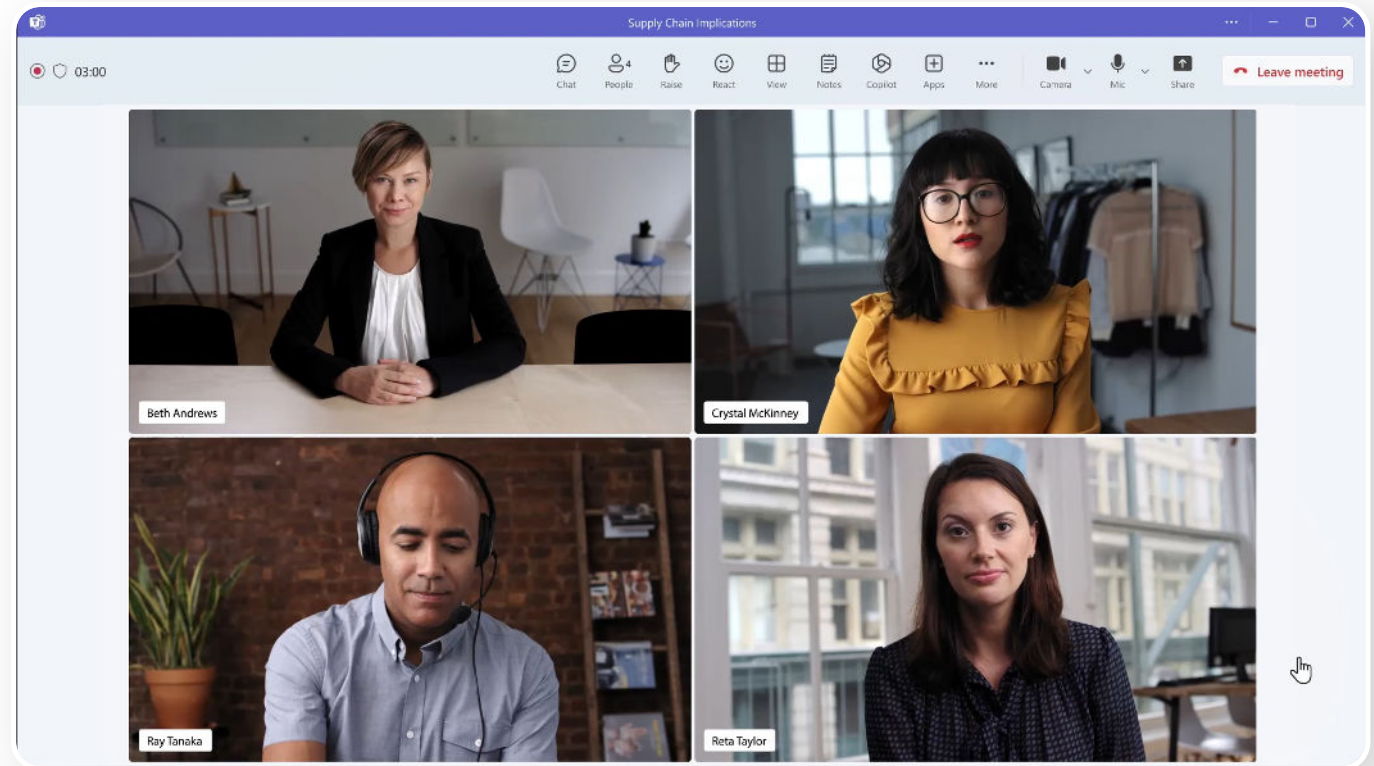 Supply Chain Implications
03:00
Chat
People 4
Raise
React
View
Notes
Copilot
Apps
More
Camera
Mic
Share
Leave meeting
Beth Andrews
Crystal McKinney
Ray Tanaka
Reta Taylor